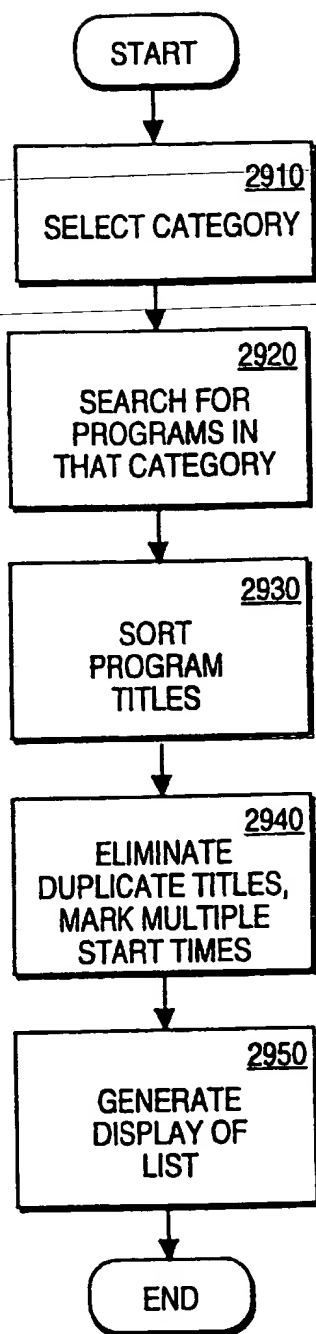 START
2910
SELECT CATEGORY
2920
SEARCH FOR
PROGRAMS IN
THAT CATEGORY
2930
SORT
PROGRAM
TITLES
2940
ELIMINATE
DUPLICATE TITLES,
MARK MULTIPLE
START TIMES
2950
GENERATE
DISPLAY OF
LIST
END